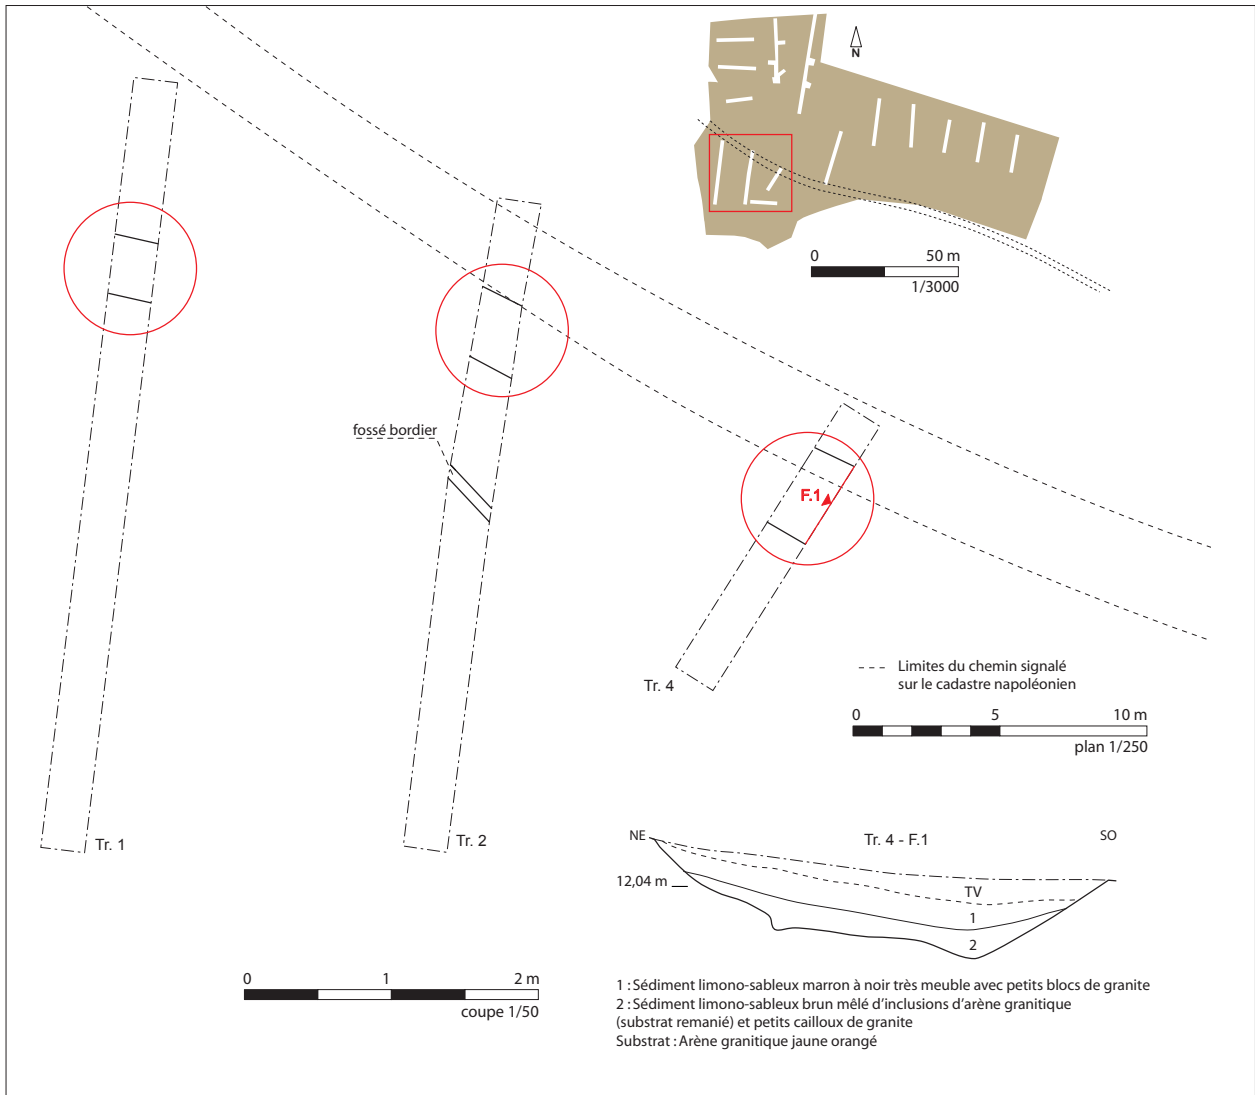 N
0 50 m
1/3000
fossé bordier
F.1
Tr. 4
Limites du chemin signalé
sur le cadastre napoléonien
0 5 10 m
plan 1/250
Tr. 1
Tr. 2
NE Tr. 4 - F.1 SO
12,04 m
TV
1
2
0 1 2 m
coupe 1/50
1 : Sédiment limono-sableux marron à noir très meuble avec petits blocs de granite
2 : Sédiment limono-sableux brun mêlé d'inclusions d'arène granitique
(substrat remanié) et petits cailloux de granite
Substrat : Arène granitique jaune orangé